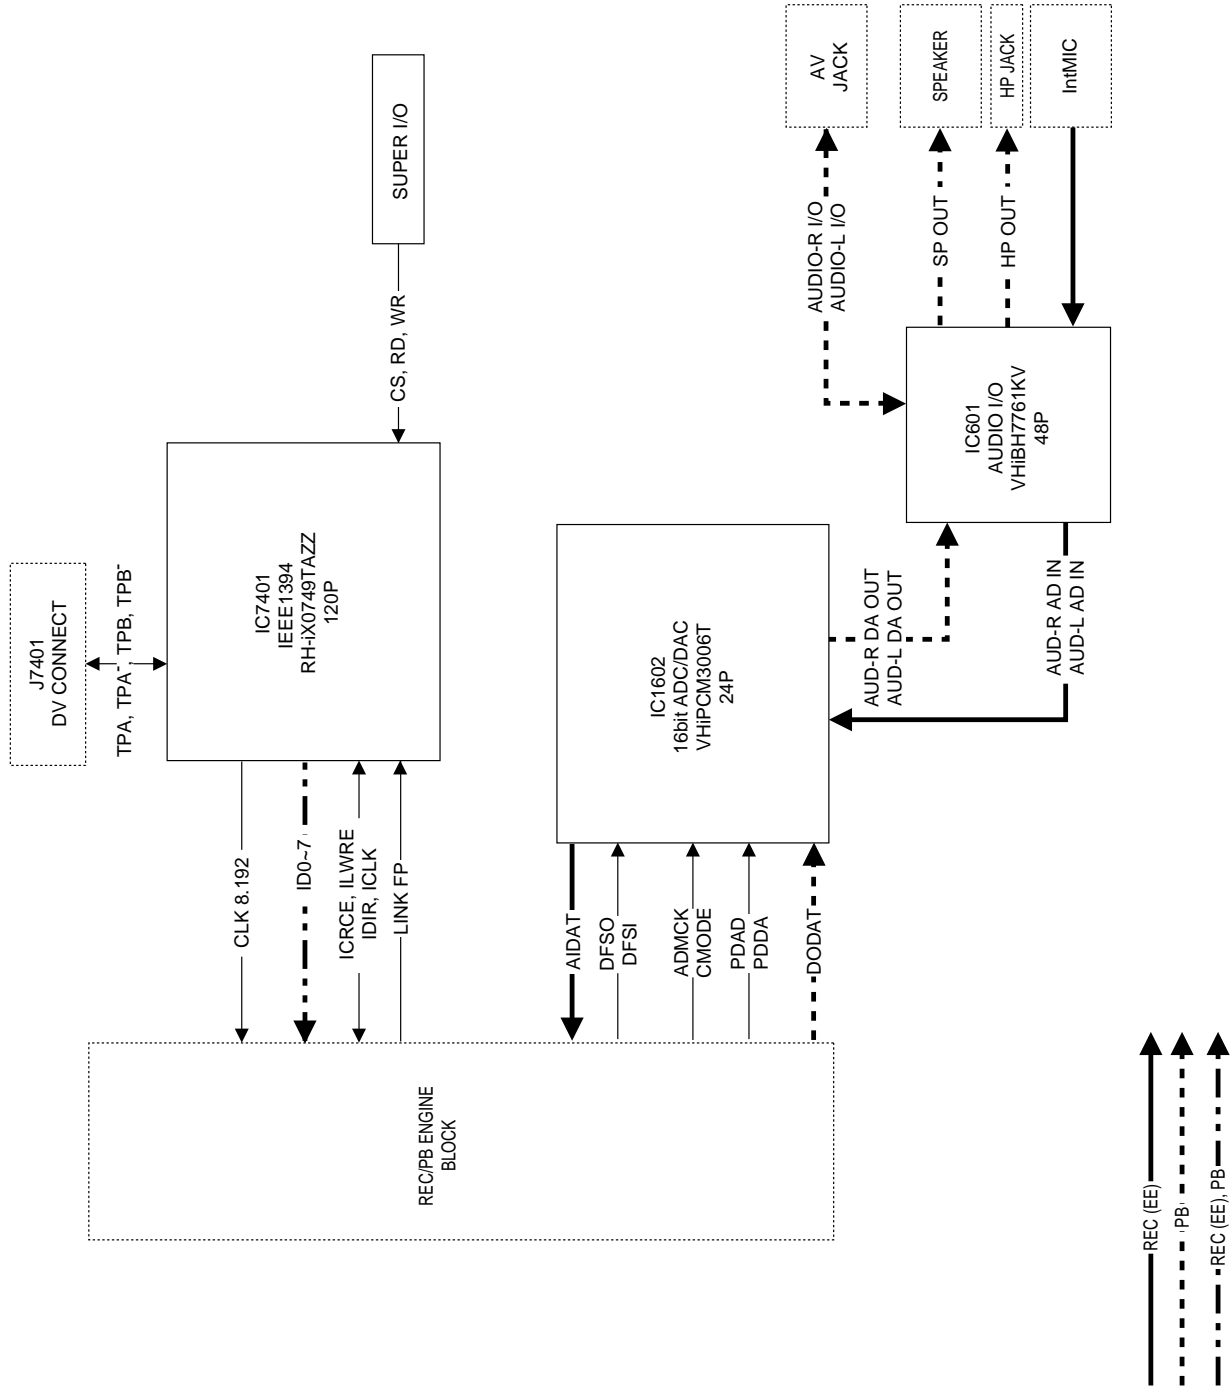 J7401
DV CONNECT
TPA, TPA⁻, TPB, TPB⁻
IC7401
IEEE1394
RH-iX0749TAZZ
120P
CS, RD, WR
SUPER I/O
CLK 8.192
ID0~7
ICRCE, ILWRE
IDIR, ICLK
LINK FP
REC/PB ENGINE
BLOCK
AIDAT
DFSO
DFSI
ADMCK
CMODE
PDAD
PDDA
DODAT
IC1602
16bit ADC/DAC
VHiPCM3006T
24P
AUD-R DA OUT
AUD-L DA OUT
AUD-R AD IN
AUD-L AD IN
IC601
AUDIO I/O
VHiBH7761KV
48P
AUDIO-R I/O
AUDIO-L I/O
SP OUT
HP OUT
AV
JACK
SPEAKER
HP JACK
IntMIC
REC (EE)
PB
REC (EE), PB